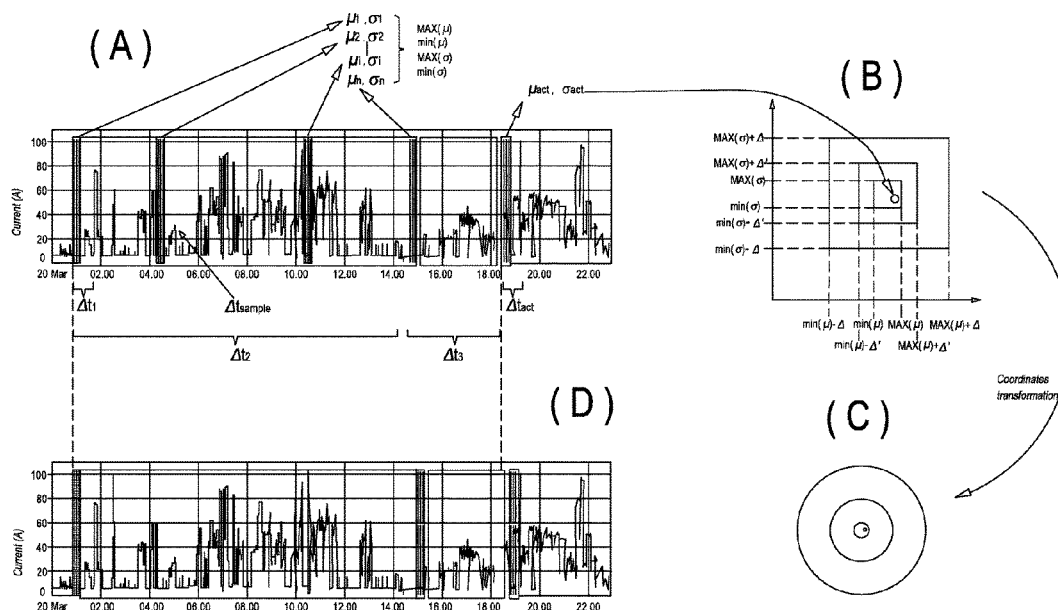 ( A )
μ1 , σ1
μ2 , σ2
μi , σi
μn , σn
MAX(μ)
min(μ)
MAX(σ)
min(σ)
μact , σact
( B )
Current (A)
100
80
60
40
20
0
20 Mar 02.00 04.00 06.00 08.00 10.00 12.00 14.00 16.00 18.00 20.00 22.00
Δt1
Δtsample
Δtact
Δt2
Δt3
MAX(σ)+ Δ
MAX(σ)+ Δ'
MAX(σ)
min(σ)
min(σ)- Δ'
min(σ)- Δ
min(μ)- Δ min(μ) MAX(μ) MAX(μ)+ Δ
min(μ)-Δ' MAX(μ)+Δ'
( D )
Coordinates
transformation
( C )
Current (A)
100
80
60
40
20
0
20 Mar 02.00 04.00 06.00 08.00 10.00 12.00 14.00 16.00 18.00 20.00 22.00